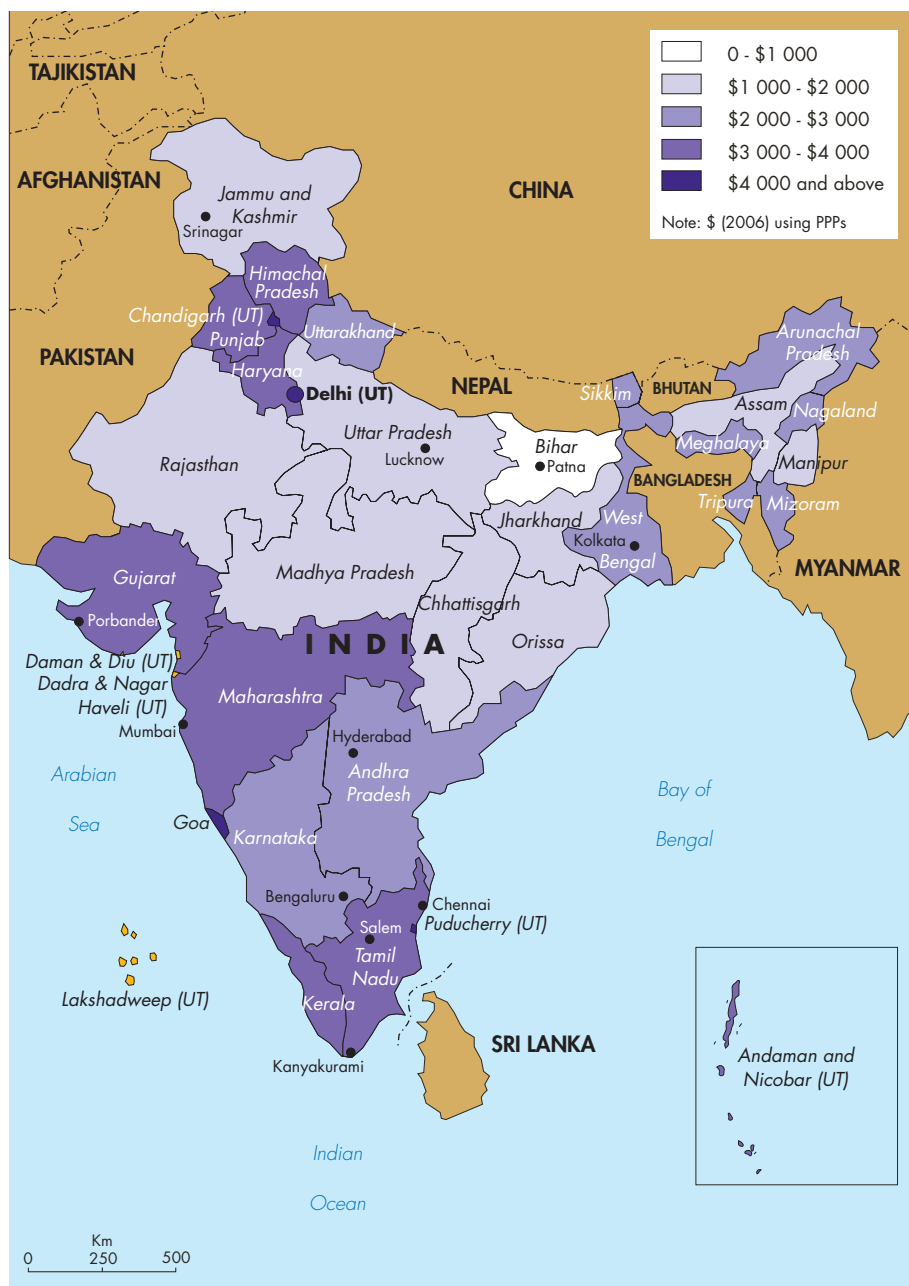 TAJIKISTAN
AFGHANISTAN
CHINA
PAKISTAN
0 - $1 000
$1 000 - $2 000
$2 000 - $3 000
$3 000 - $4 000
$4 000 and above
Note: $ (2006) using PPPs
Jammu and
Kashmir
Srinagar
Himachal
Pradesh
Chandigarh (UT)
Punjab
Uttarakhand
Haryana
Delhi (UT)
NEPAL
Sikkim
BHUTAN
Arunachal
Pradesh
Assam
Nagaland
Meghalaya
Manipur
BANGLADESH
Tripura
Mizoram
MYANMAR
Rajasthan
Uttar Pradesh
Lucknow
Bihar
Patna
Jharkhand
West
Bengal
Kolkata
Gujarat
Porbander
Madhya Pradesh
Chhattisgarh
Orissa
INDIA
Daman & Diu (UT)
Dadra & Nagar
Haveli (UT)
Mumbai
Maharashtra
Hyderabad
Andhra
Pradesh
Arabian
Sea
Bay of
Bengal
Goa
Karnataka
Bengaluru
Chennai
Puducherry (UT)
Salem
Tamil
Nadu
Kerala
Lakshadweep (UT)
Kanyakurami
SRI LANKA
Andaman and
Nicobar (UT)
Indian
Ocean
Km
0 250 500